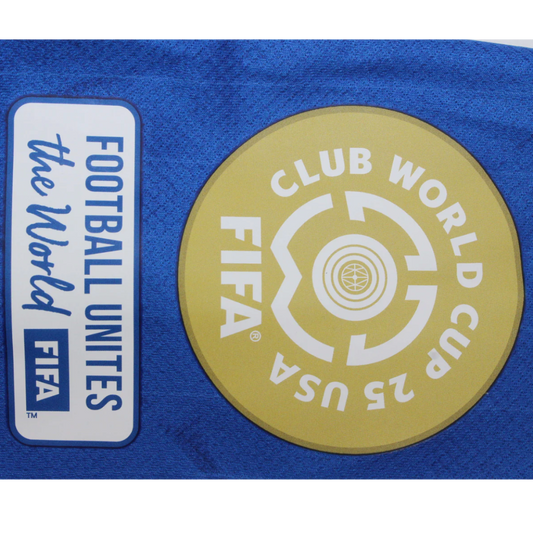 CLUB WORLD CUP 25 USA
FIFA®
FOOTBALL UNITES
the World
FIFA
TM